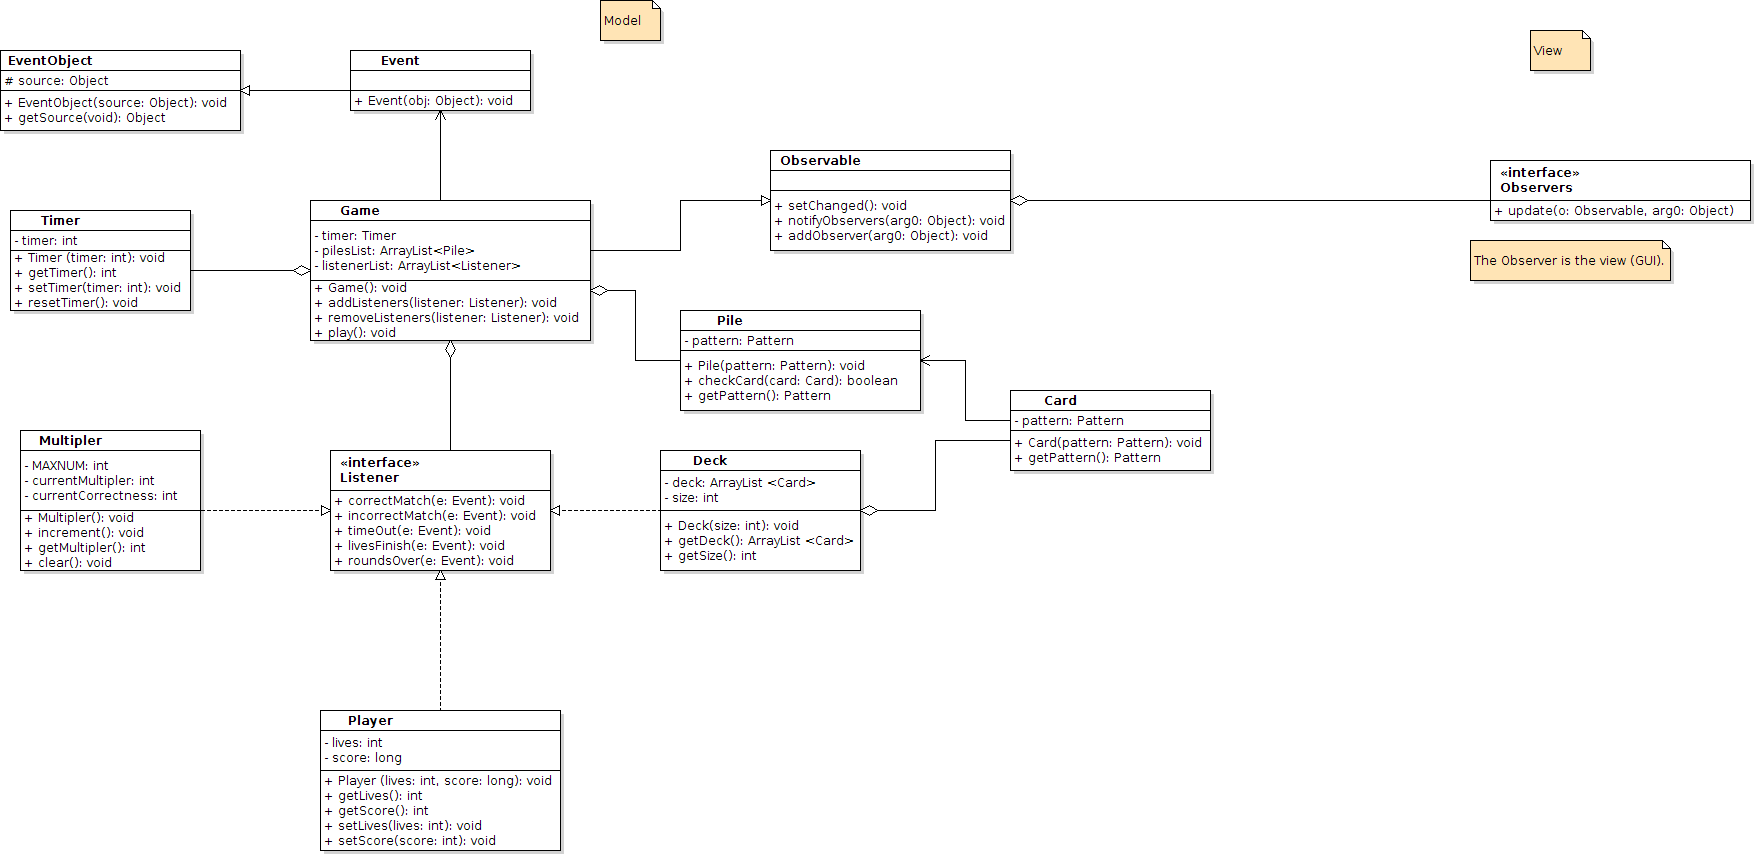 Model
View
EventObject
# source: Object
+ EventObject(source: Object): void
+ getSource(void): Object
Event
+ Event(obj: Object): void
Observable
+ setChanged(): void
+ notifyObservers(arg0: Object): void
+ addObserver(arg0: Object): void
«interface»
Observers
+ update(o: Observable, arg0: Object)
The Observer is the view (GUI).
Timer
- timer: int
+ Timer (timer: int): void
+ getTimer(): int
+ setTimer(timer: int): void
+ resetTimer(): void
Game
- timer: Timer
- pilesList: ArrayList<Pile>
- listenerList: ArrayList<Listener>
+ Game(): void
+ addListeners(listener: Listener): void
+ removeListeners(listener: Listener): void
+ play(): void
Pile
- pattern: Pattern
+ Pile(pattern: Pattern): void
+ checkCard(card: Card): boolean
+ getPattern(): Pattern
Card
- pattern: Pattern
+ Card(pattern: Pattern): void
+ getPattern(): Pattern
Multipler
- MAXNUM: int
- currentMultipler: int
- currentCorrectness: int
+ Multipler(): void
+ increment(): void
+ getMultipler(): int
+ clear(): void
«interface»
Listener
+ correctMatch(e: Event): void
+ incorrectMatch(e: Event): void
+ timeOut(e: Event): void
+ livesFinish(e: Event): void
+ roundsOver(e: Event): void
Deck
- deck: ArrayList <Card>
- size: int
+ Deck(size: int): void
+ getDeck(): ArrayList <Card>
+ getSize(): int
Player
- lives: int
- score: long
+ Player (lives: int, score: long): void
+ getLives(): int
+ getScore(): int
+ setLives(lives: int): void
+ setScore(score: int): void